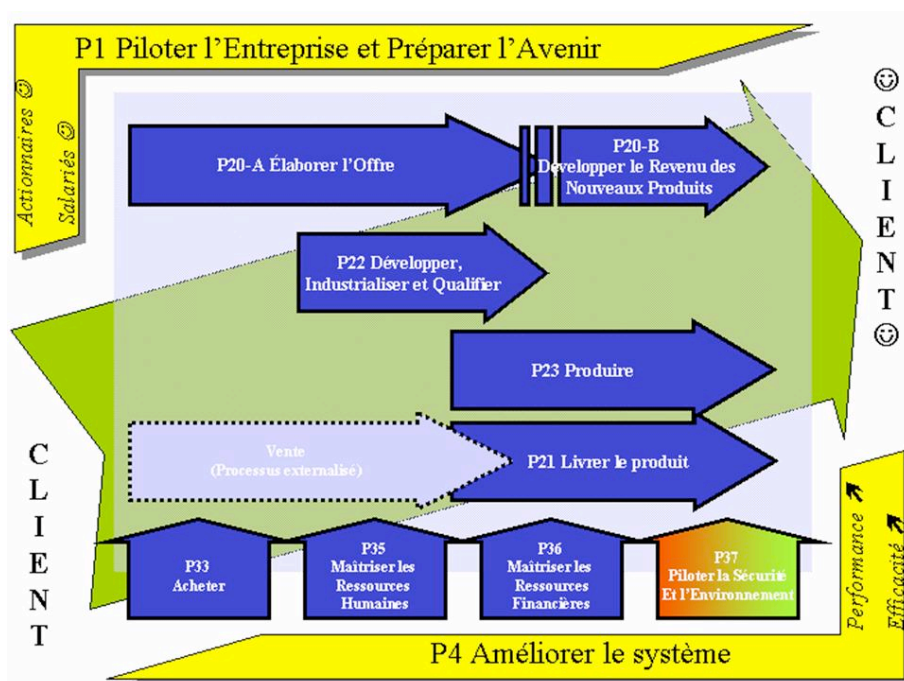 P1 Piloter l'Entreprise et Préparer l'Avenir
Actionnaires ☺
Salariés ☺
☺ CLIENT ☺
P20-A Élaborer l'Offre
P20-B
Développer le Revenu des
Nouveaux Produits
P22 Développer,
Industrialiser et Qualifier
P23 Produire
Vente
(Processus externalisé)
P21 Livrer le produit
CLIENT
P33
Acheter
P35
Maîtriser les
Ressources
Humaines
P36
Maîtriser les
Ressources
Financières
P37
Piloter la Sécurité
Et l'Environnement
Performance ↗
Efficacité ↗
P4 Améliorer le système